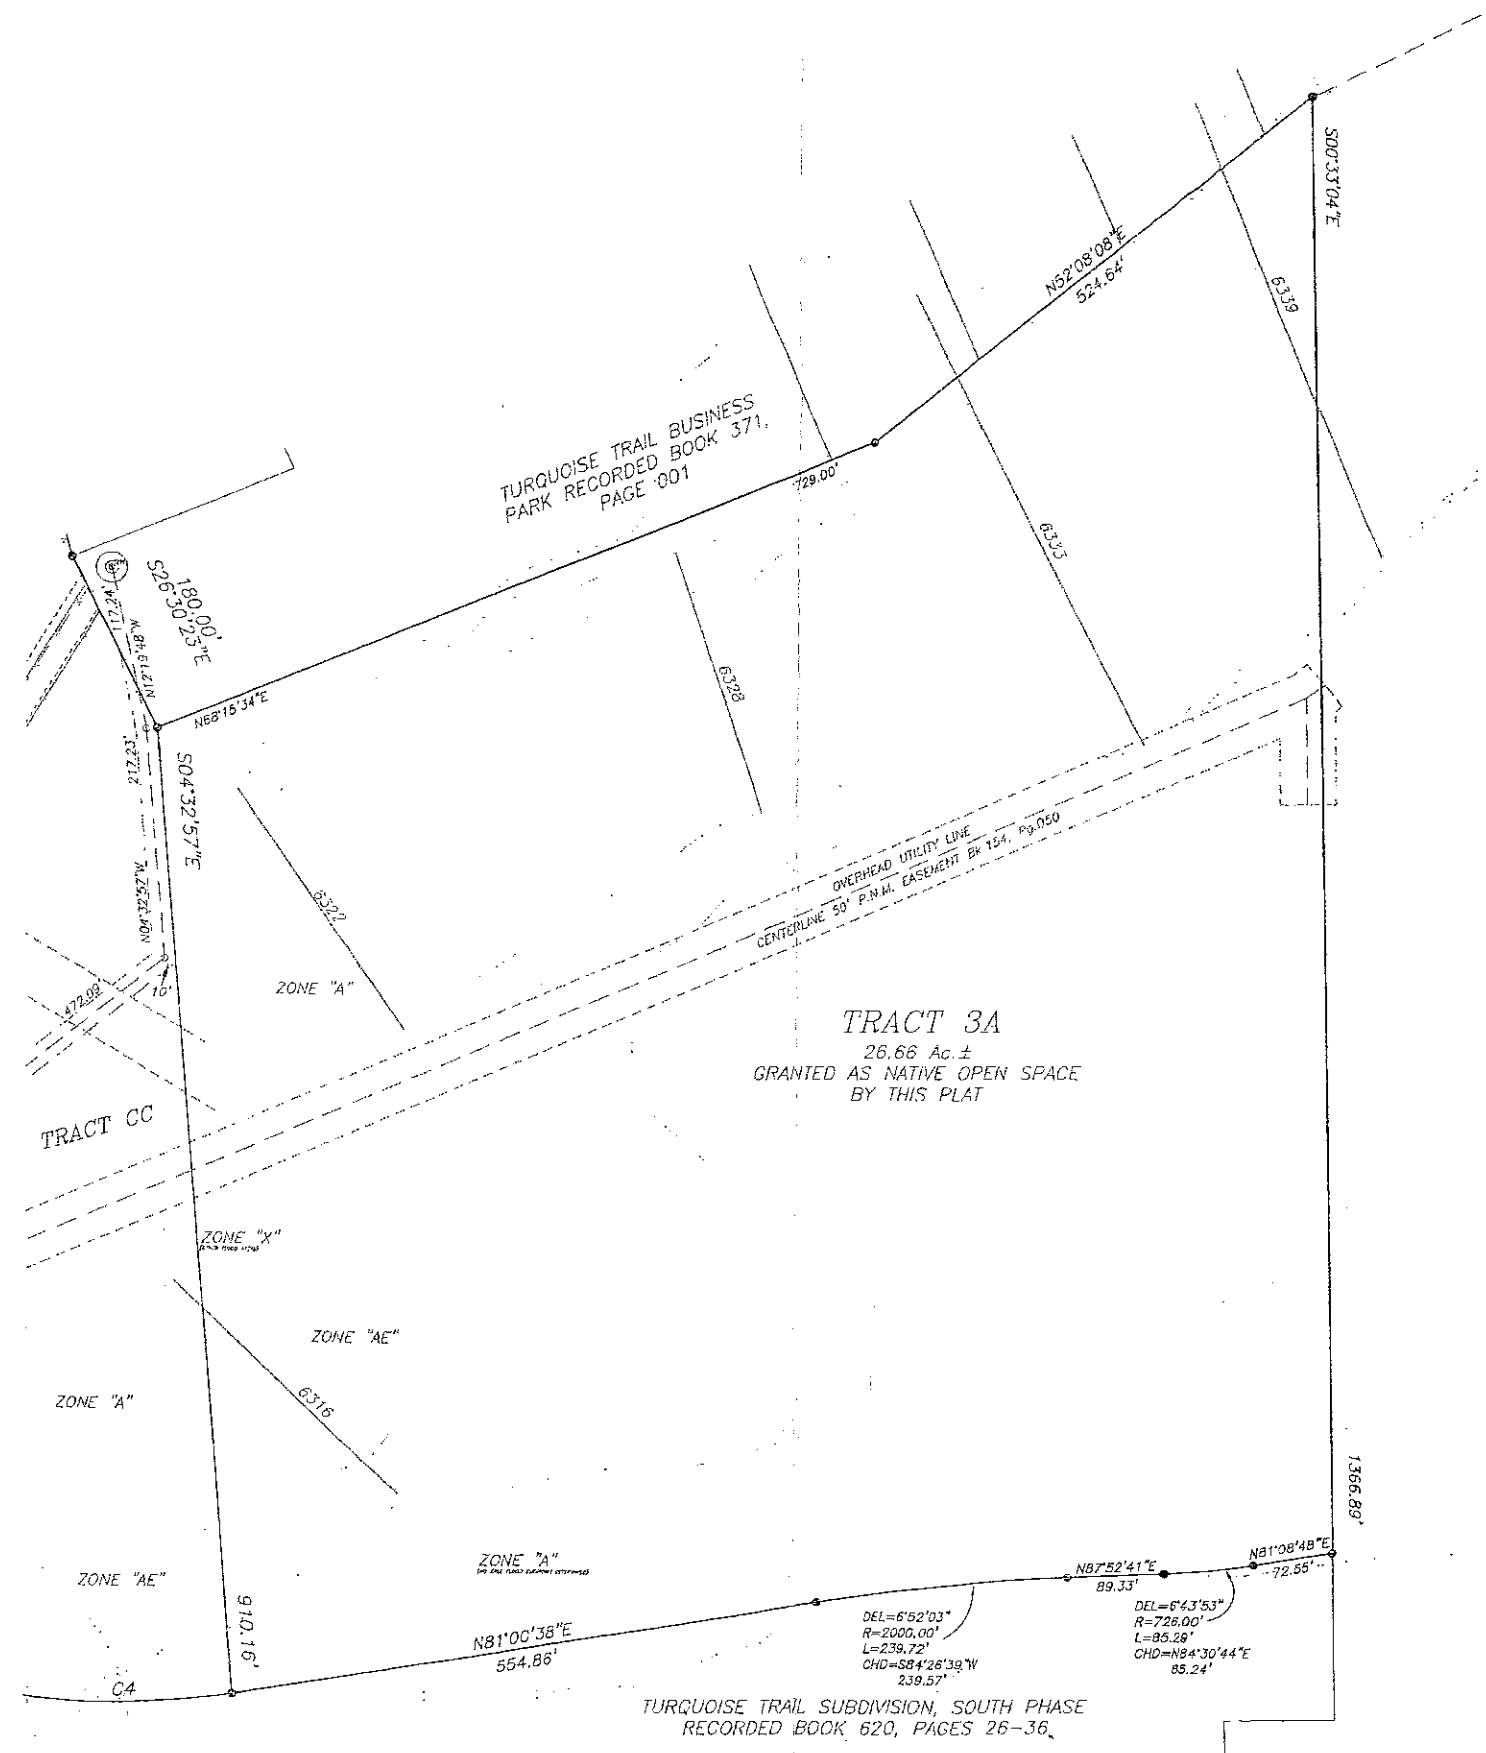 S00°33'04"E
N52°08'08"E
524.64'
6339
TURQUOISE TRAIL BUSINESS
PARK RECORDED BOOK 371,
PAGE 001
729.00'
6333
180.00'
S26°30'23"E
117.24'
N12°19'48"W
N68°15'34"E
6328
217.23'
S04°32'57"E
N04°32'57"W
6322
OVERHEAD UTILITY LINE
CENTERLINE 50' P.N.M. EASEMENT BK 154, Pg.050
472.99'
10'
ZONE "A"
TRACT 3A
26.66 Ac.±
GRANTED AS NATIVE OPEN SPACE
BY THIS PLAT
TRACT CC
ZONE "X"
ZONE "AE"
ZONE "A"
6316
1366.89'
ZONE "A"
ZONE "AE"
910.16'
N81°00'38"E
554.86'
N87°52'41"E
89.33'
N81°08'48"E
72.55'
DEL=6°52'03"
R=2000.00'
L=239.72'
CHD=S84°26'39"W
239.57'
DEL=6°43'53"
R=726.00'
L=85.29'
CHD=N84°30'44"E
85.24'
C4
TURQUOISE TRAIL SUBDIVISION, SOUTH PHASE
RECORDED BOOK 620, PAGES 26-36